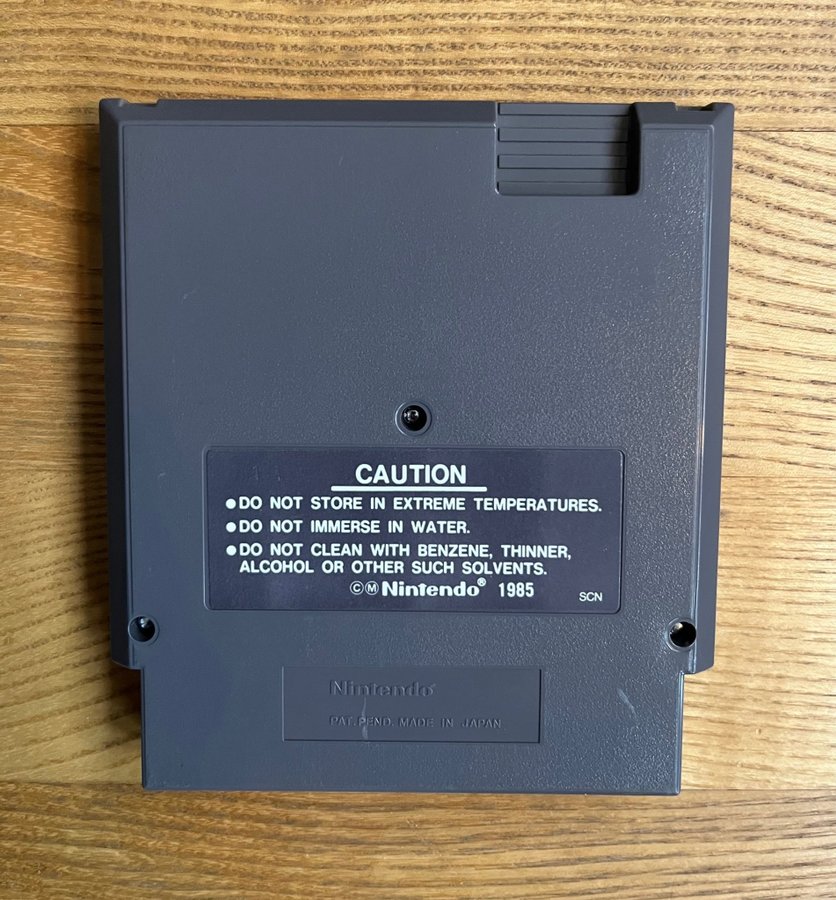 CAUTION
●DO NOT STORE IN EXTREME TEMPERATURES.
●DO NOT IMMERSE IN WATER.
●DO NOT CLEAN WITH BENZENE, THINNER,
ALCOHOL OR OTHER SUCH SOLVENTS.
ⒸⓂNintendo® 1985
SCN
Nintendo®
PAT.PEND. MADE IN JAPAN